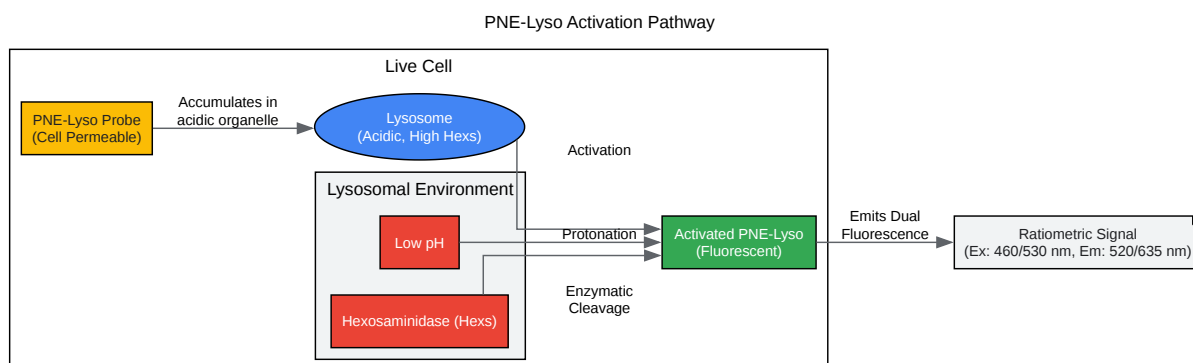 PNE-Lyso Activation Pathway
Live Cell
PNE-Lyso Probe
(Cell Permeable)
Accumulates in
acidic organelle
Lysosome
(Acidic, High Hexs)
Activation
Lysosomal Environment
Low pH
Protonation
Hexosaminidase (Hexs)
Enzymatic
Cleavage
Activated PNE-Lyso
(Fluorescent)
Emits Dual
Fluorescence
Ratiometric Signal
(Ex: 460/530 nm, Em: 520/635 nm)